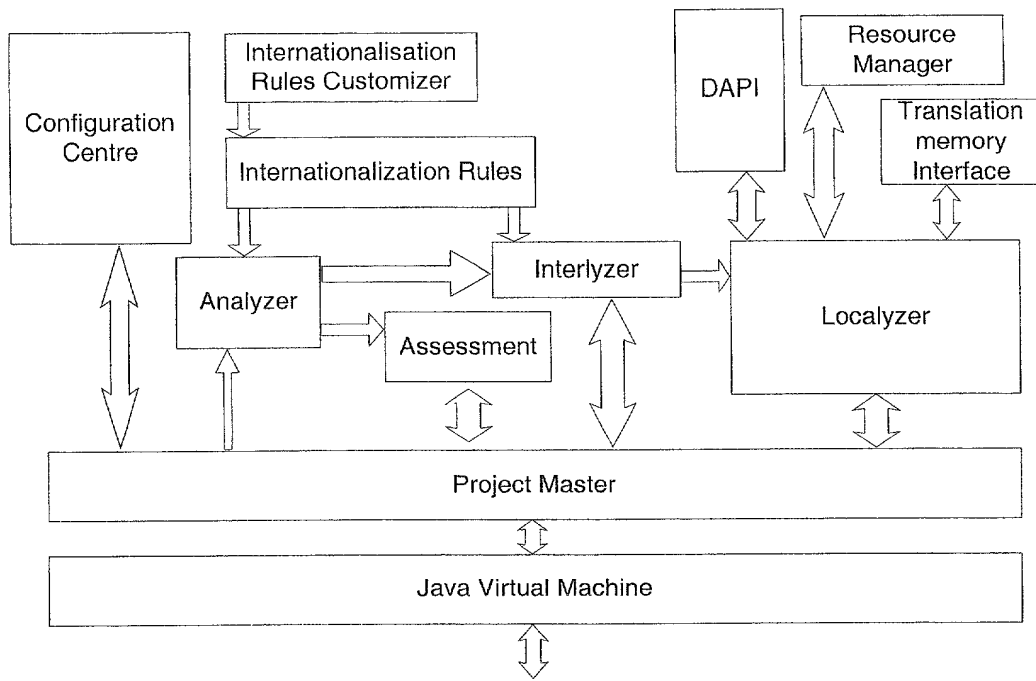 Configuration
Centre
Internationalisation
Rules Customizer
Internationalization Rules
DAPI
Resource
Manager
Translation
memory
Interface
Analyzer
Interlyzer
Localyzer
Assessment
Project Master
Java Virtual Machine